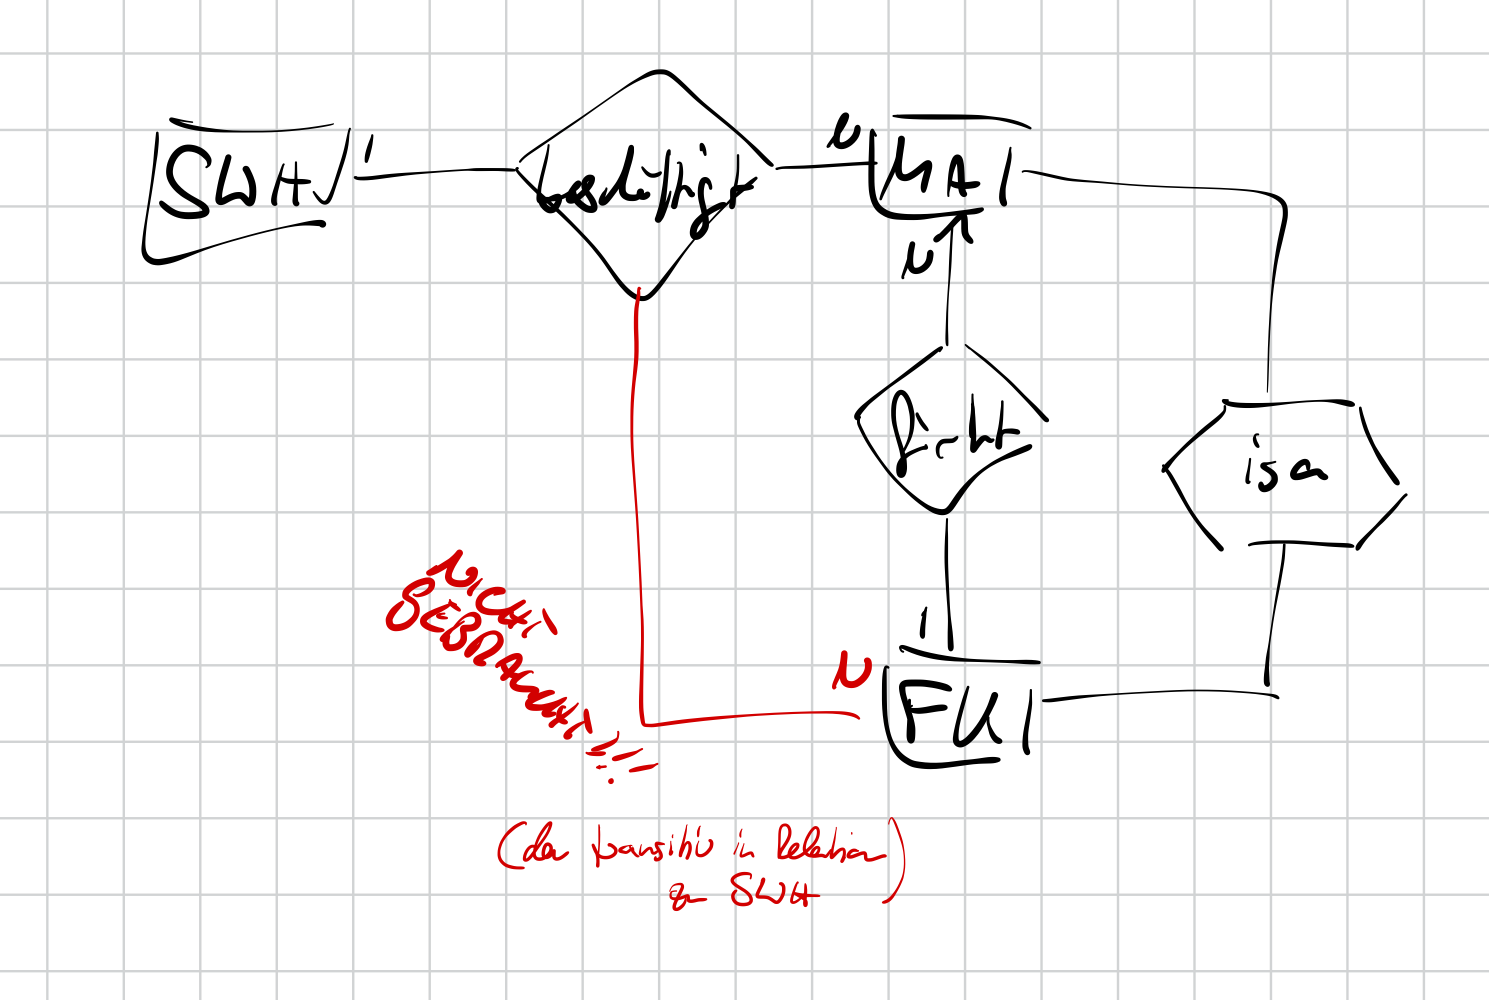 SWH
1
beschäftigt
N
MA
N
führt
isa
1
N
FK
NICHT
GEBRAUCHT!!!
(da transitiv in Relation
zu SWH)